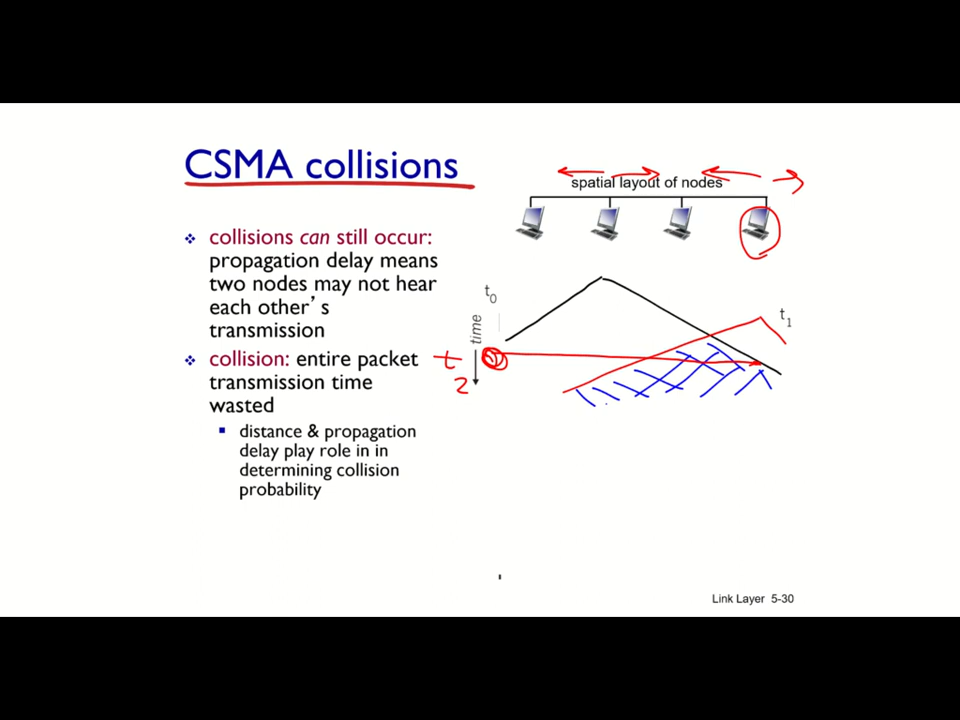 CSMA collisions
spatial layout of nodes
❖ collisions can still occur:
propagation delay means
two nodes may not hear
each other’s
transmission
❖ collision: entire packet
transmission time
wasted
▪ distance & propagation
delay play role in in
determining collision
probability
t0
time
t1
t
2
Link Layer 5-30